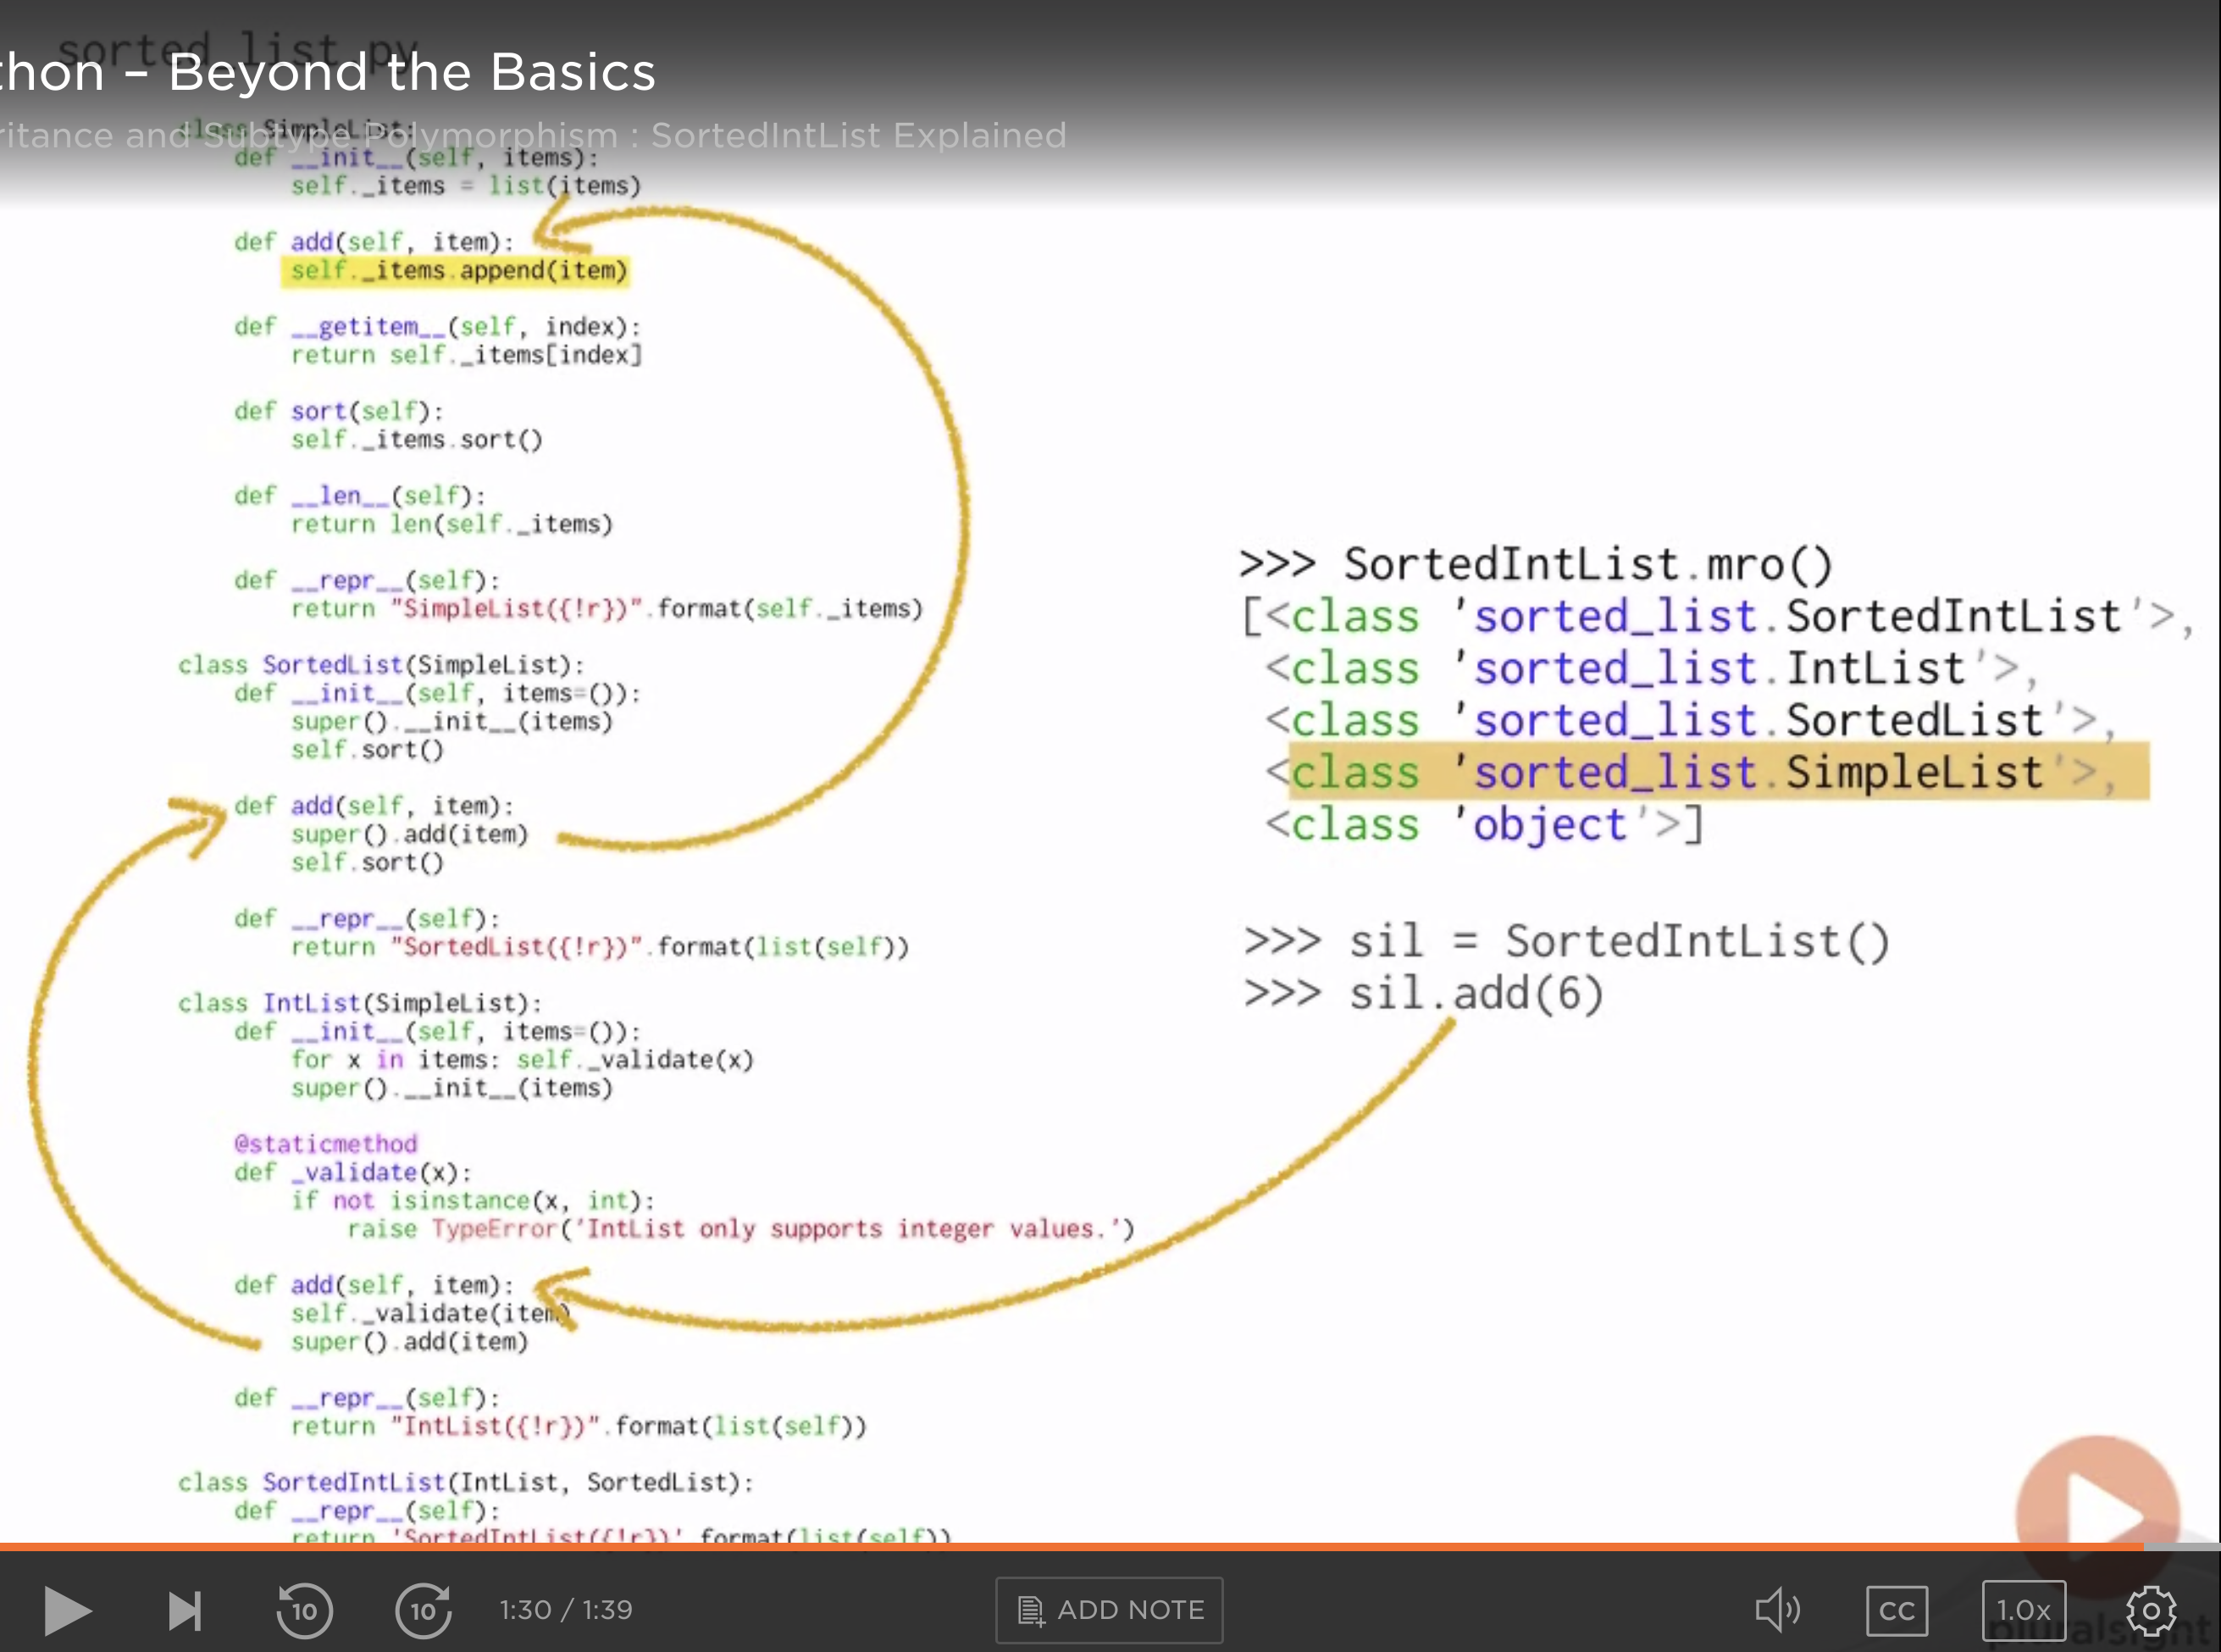 sorted_list.py
thon – Beyond the Basics
ritance and Subtype Polymorphism : SortedIntList Explained
class SimpleList:
    def __init__(self, items):
        self._items = list(items)
    def add(self, item):
        self._items.append(item)
    def __getitem__(self, index):
        return self._items[index]
    def sort(self):
        self._items.sort()
    def __len__(self):
        return len(self._items)
    def __repr__(self):
        return "SimpleList({!r})".format(self._items)
class SortedList(SimpleList):
    def __init__(self, items=()):
        super().__init__(items)
        self.sort()
    def add(self, item):
        super().add(item)
        self.sort()
    def __repr__(self):
        return "SortedList({!r})".format(list(self))
class IntList(SimpleList):
    def __init__(self, items=()):
        for x in items: self._validate(x)
        super().__init__(items)
    @staticmethod
    def _validate(x):
        if not isinstance(x, int):
            raise TypeError('IntList only supports integer values.')
    def add(self, item):
        self._validate(item)
        super().add(item)
    def __repr__(self):
        return "IntList({!r})".format(list(self))
class SortedIntList(IntList, SortedList):
    def __repr__(self):
        return 'SortedIntList({!r})'.format(list(self))
>>> SortedIntList.mro()
[<class 'sorted_list.SortedIntList'>,
 <class 'sorted_list.IntList'>,
 <class 'sorted_list.SortedList'>,
 <class 'sorted_list.SimpleList'>,
 <class 'object'>]
>>> sil = SortedIntList()
>>> sil.add(6)
10
10
1:30 / 1:39
ADD NOTE
CC
1.0x
pluralsight